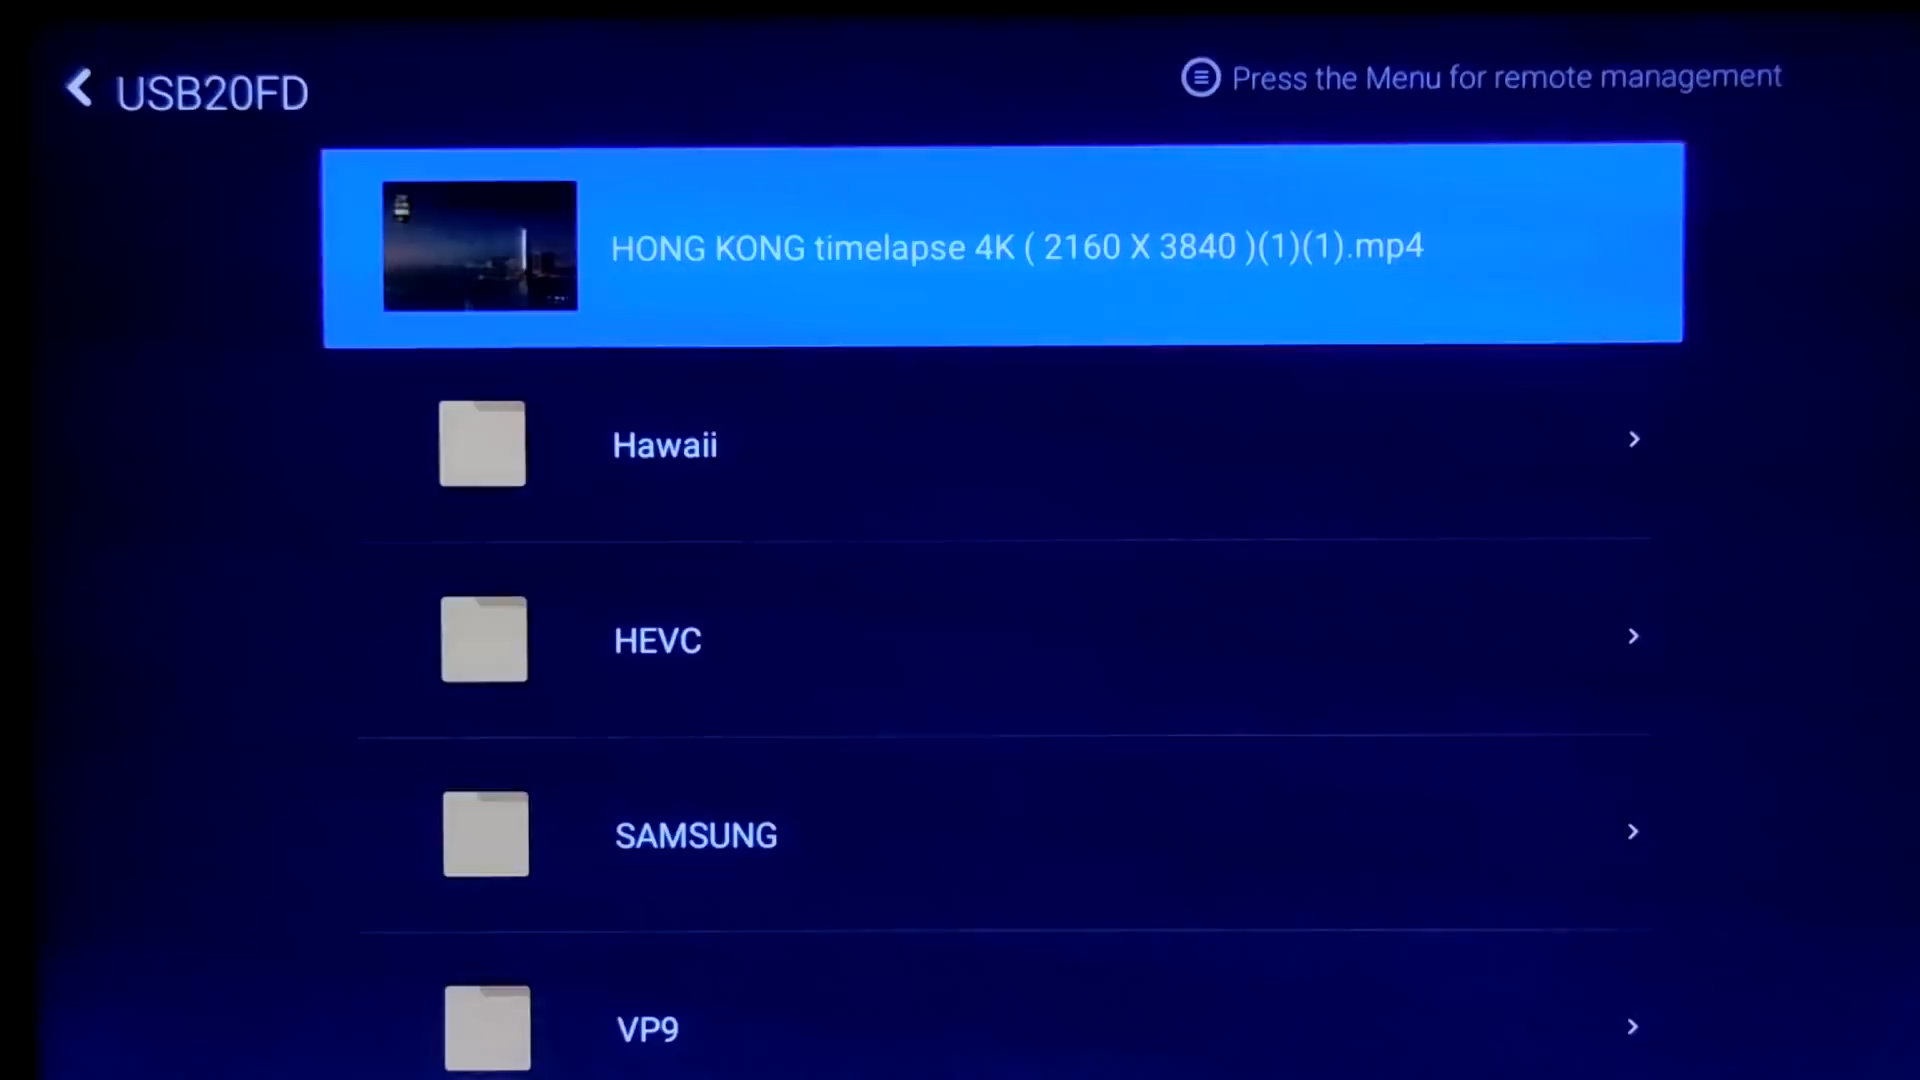 USB20FD
Press the Menu for remote management
HONG KONG timelapse 4K ( 2160 X 3840 )(1)(1).mp4
Hawaii
HEVC
SAMSUNG
VP9